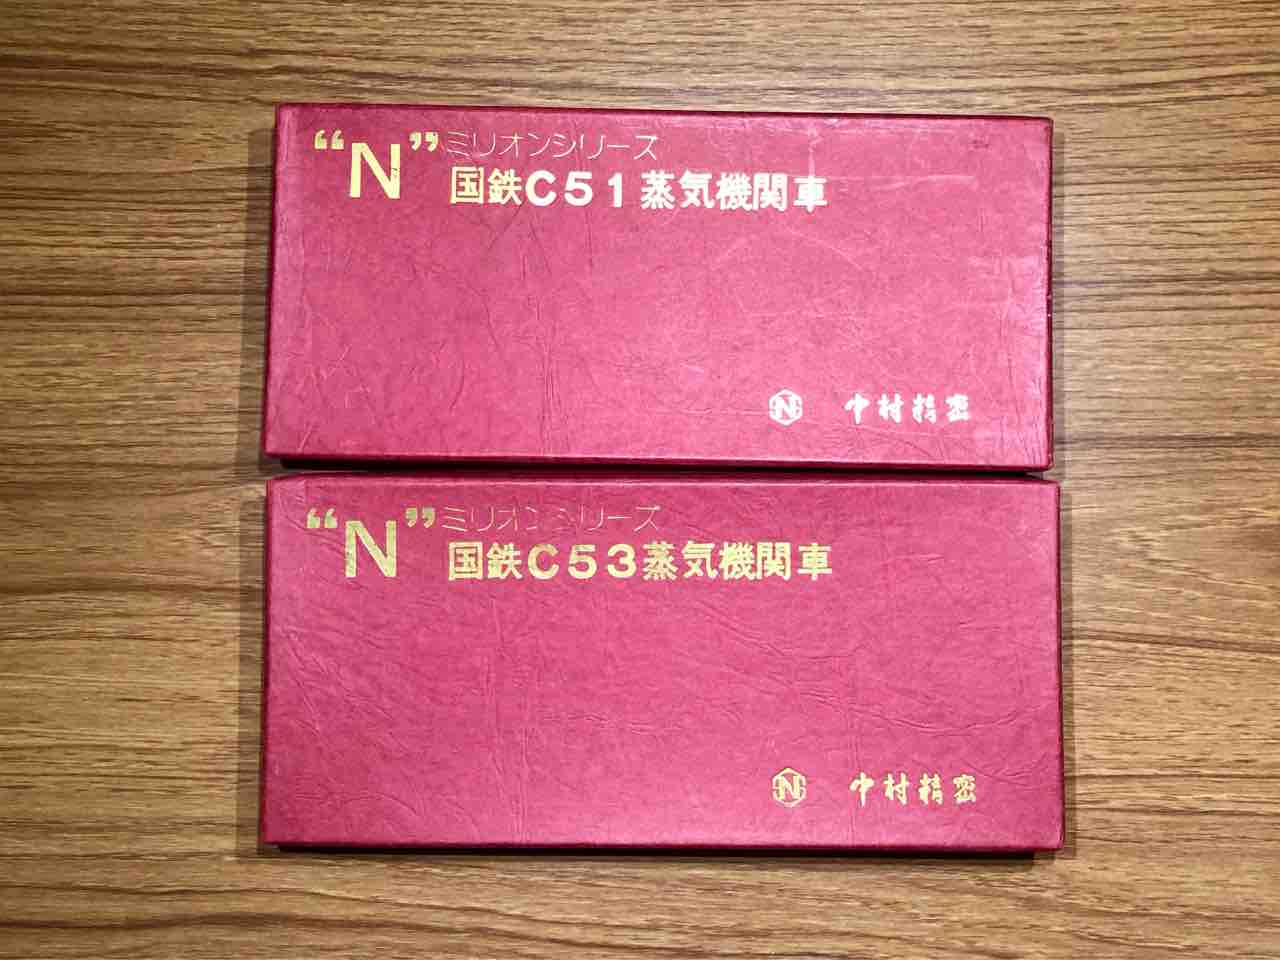 “N” ミリオンシリーズ
国鉄C51蒸気機関車
中村精密
“N” ミリオンシリーズ
国鉄C53蒸気機関車
中村精密